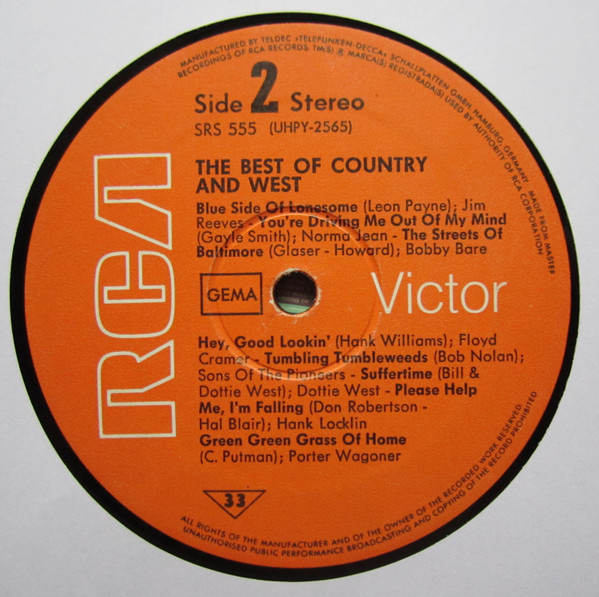 MANUFACTURED BY TELDEC »TELEFUNKEN-DECCA« SCHALLPLATTEN GMBH, HAMBURG, GERMANY MADE FROM MASTER
RECORDINGS OF RCA RECORDS. TM(S) ® MARCA(S) REGISTRADA(S) USED BY AUTHORITY OF RCA CORPORATION
Side 2 Stereo
SRS 555 (UHPY-2565)
THE BEST OF COUNTRY
AND WEST
Blue Side Of Lonesome (Leon Payne); Jim
Reeves - You're Driving Me Out Of My Mind
(Gayle Smith); Norma Jean - The Streets Of
Baltimore (Glaser - Howard); Bobby Bare
RCA
GEMA
Victor
Hey, Good Lookin' (Hank Williams); Floyd
Cramer - Tumbling Tumbleweeds (Bob Nolan);
Sons Of The Pioneers - Suffertime (Bill &
Dottie West); Dottie West - Please Help
Me, I'm Falling (Don Robertson -
Hal Blair); Hank Locklin
Green Green Grass Of Home
(C. Putman); Porter Wagoner
33
ALL RIGHTS OF THE MANUFACTURER AND OF THE OWNER OF THE RECORDED WORK RESERVED
UNAUTHORISED PUBLIC PERFORMANCE BROADCASTING AND COPYING OF THE RECORD PROHIBITED